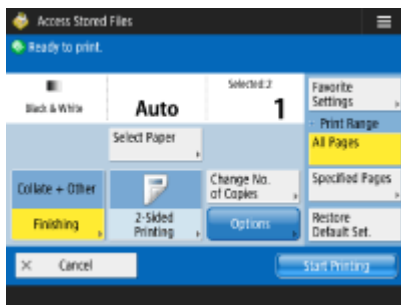 Access Stored Files
Ready to print.
Black & White
Auto
Selected:2
1
Favorite
Settings
Print Range
All Pages
Select Paper
Collate + Other
Change No.
of Copies
Specified Pages
Finishing
2-Sided
Printing
Options
Restore
Default Set.
× Cancel
Start Printing